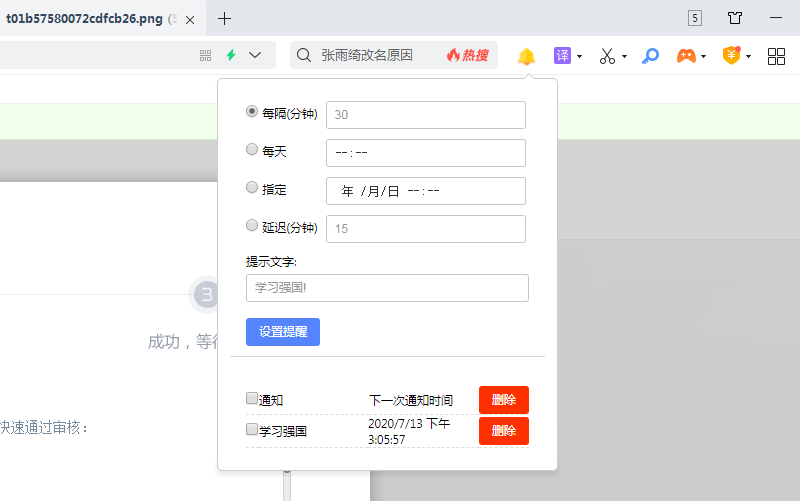 t01b57580072cdfcb26.png
5
张雨绮改名原因 热搜
译
每隔(分钟) 30
每天 --:--
指定 年 /月/日 --:--
延迟(分钟) 15
提示文字:
学习强国!
设置提醒
3
成功，等待
快速通过审核：
通知 下一次通知时间 删除
学习强国 2020/7/13 下午
3:05:57 删除